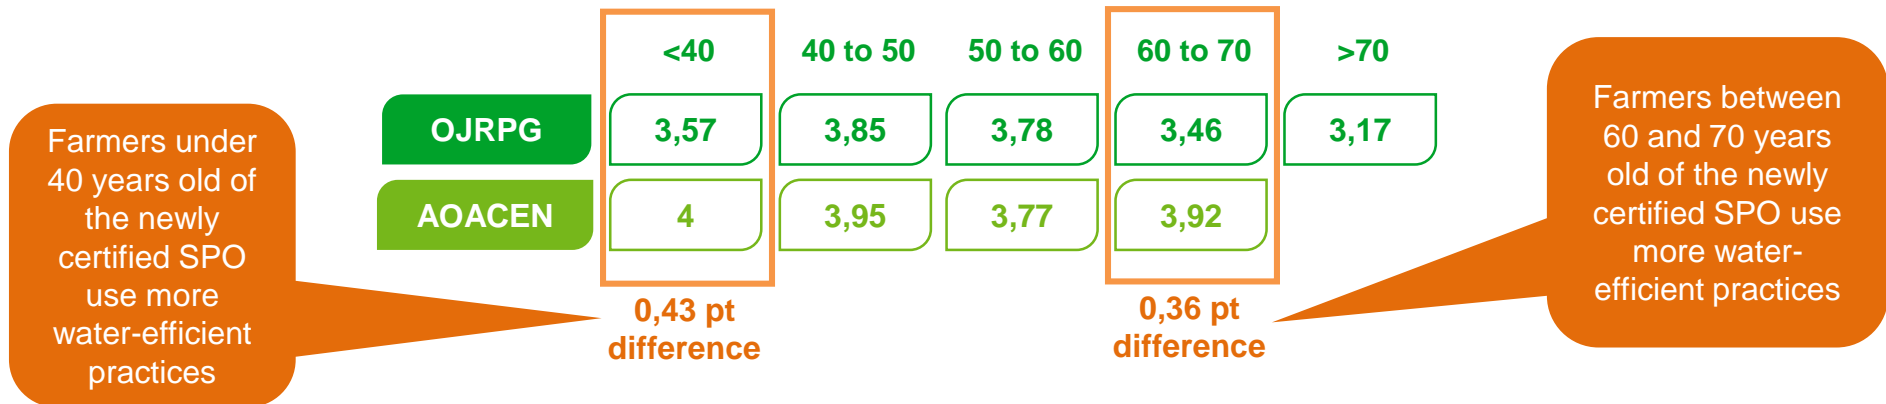 Farmers under
40 years old of
the newly
certified SPO
use more
water-efficient
practices
<40 40 to 50 50 to 60 60 to 70 >70
OJRPG 3,57 3,85 3,78 3,46 3,17
AOACEN 4 3,95 3,77 3,92
0,43 pt
difference
0,36 pt
difference
Farmers between
60 and 70 years
old of the newly
certified SPO use
more water-
efficient practices